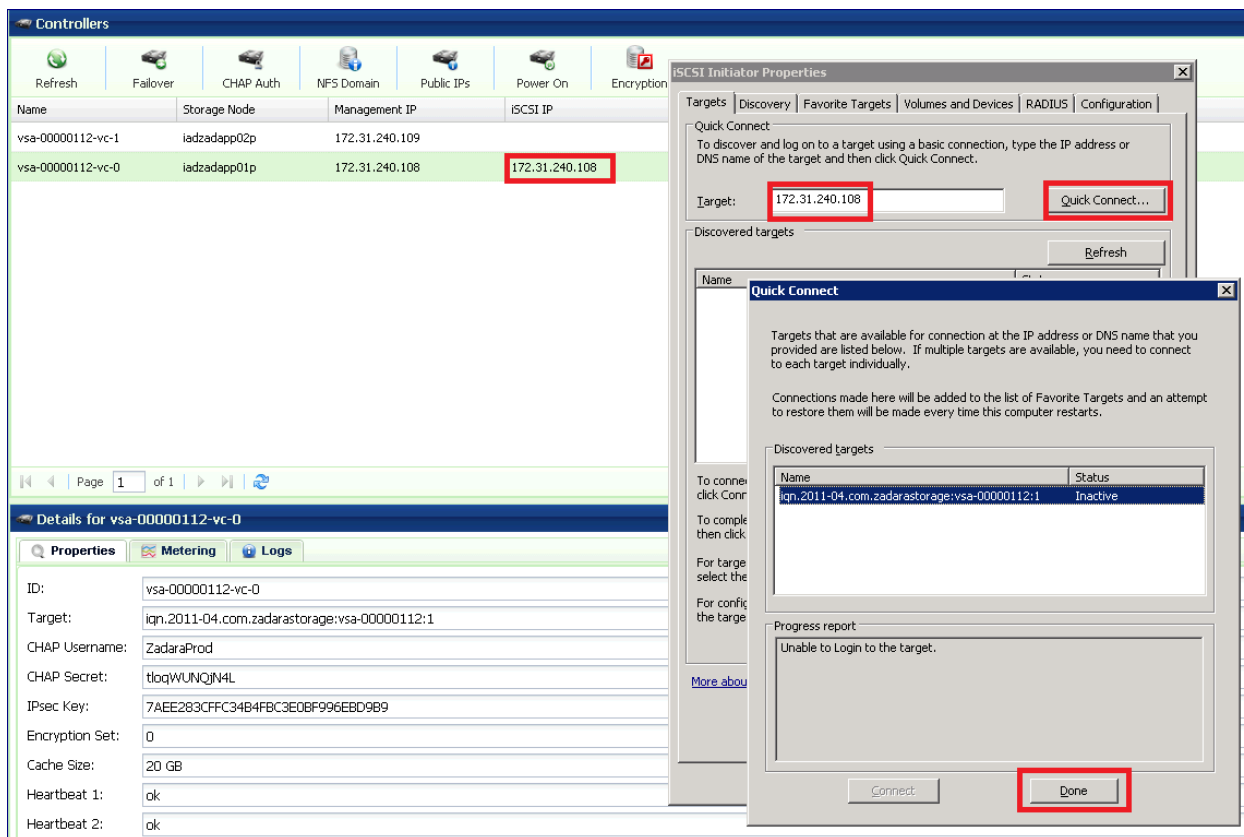 Controllers
Refresh Failover CHAP Auth NFS Domain Public IPs Power On Encryption
Name Storage Node Management IP iSCSI IP
vsa-00000112-vc-1 iadzadapp02p 172.31.240.109
vsa-00000112-vc-0 iadzadapp01p 172.31.240.108 172.31.240.108
Page 1 of 1
Details for vsa-00000112-vc-0
Properties Metering Logs
ID: vsa-00000112-vc-0
Target: iqn.2011-04.com.zadarastorage:vsa-00000112:1
CHAP Username: ZadaraProd
CHAP Secret: tloqWUNQjN4L
IPsec Key: 7AEE283CFFC34B4FBC3E0BF996EBD9B9
Encryption Set: 0
Cache Size: 20 GB
Heartbeat 1: ok
Heartbeat 2: ok
iSCSI Initiator Properties
Targets Discovery Favorite Targets Volumes and Devices RADIUS Configuration
Quick Connect
To discover and log on to a target using a basic connection, type the IP address or
DNS name of the target and then click Quick Connect.
Target: 172.31.240.108 Quick Connect...
Discovered targets
Refresh
Name
To conne
click Conr
To comple
then click
For targe
select the
For config
the targe
More abou
Quick Connect
Targets that are available for connection at the IP address or DNS name that you
provided are listed below. If multiple targets are available, you need to connect
to each target individually.
Connections made here will be added to the list of Favorite Targets and an attempt
to restore them will be made every time this computer restarts.
Discovered targets
Name Status
iqn.2011-04.com.zadarastorage:vsa-00000112:1 Inactive
Progress report
Unable to Login to the target.
Connect Done